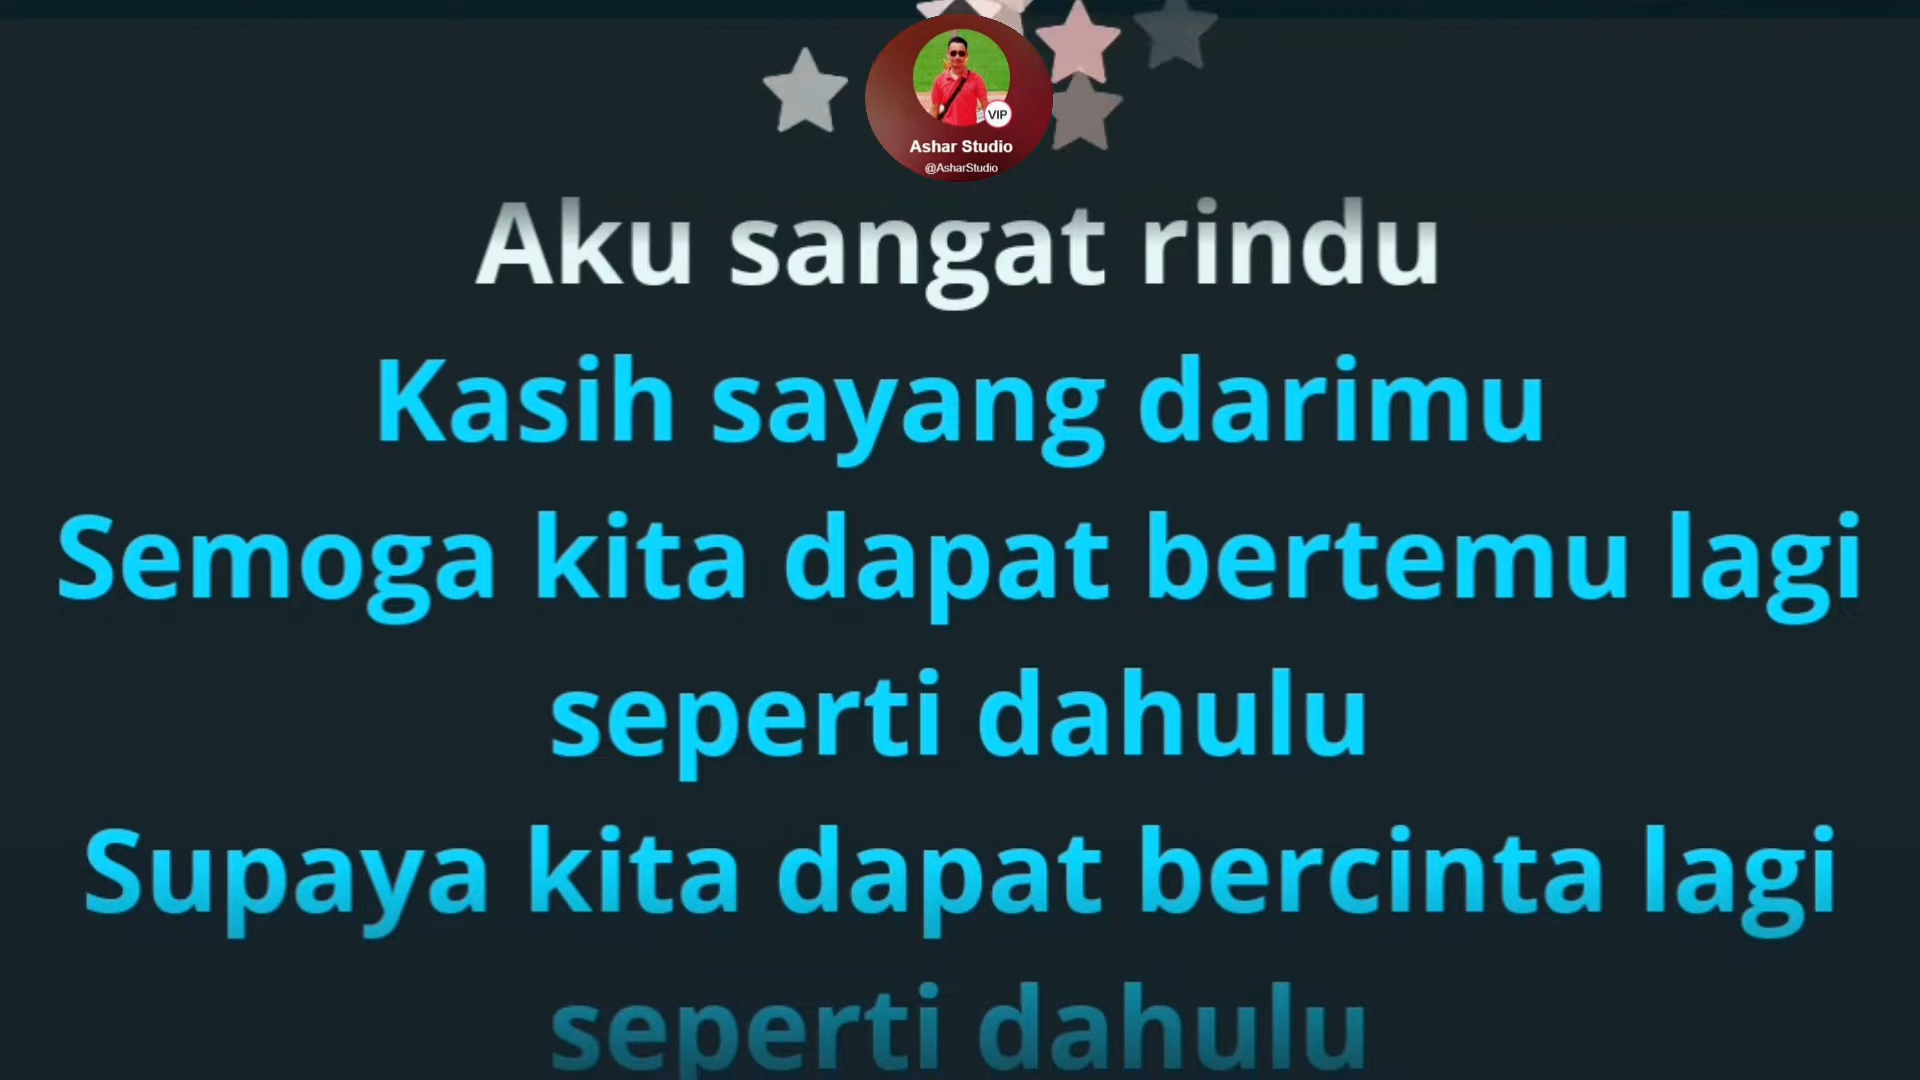 VIP
Ashar Studio
@AsharStudio
Aku sangat rindu
Kasih sayang darimu
Semoga kita dapat bertemu lagi
seperti dahulu
Supaya kita dapat bercinta lagi
seperti dahulu